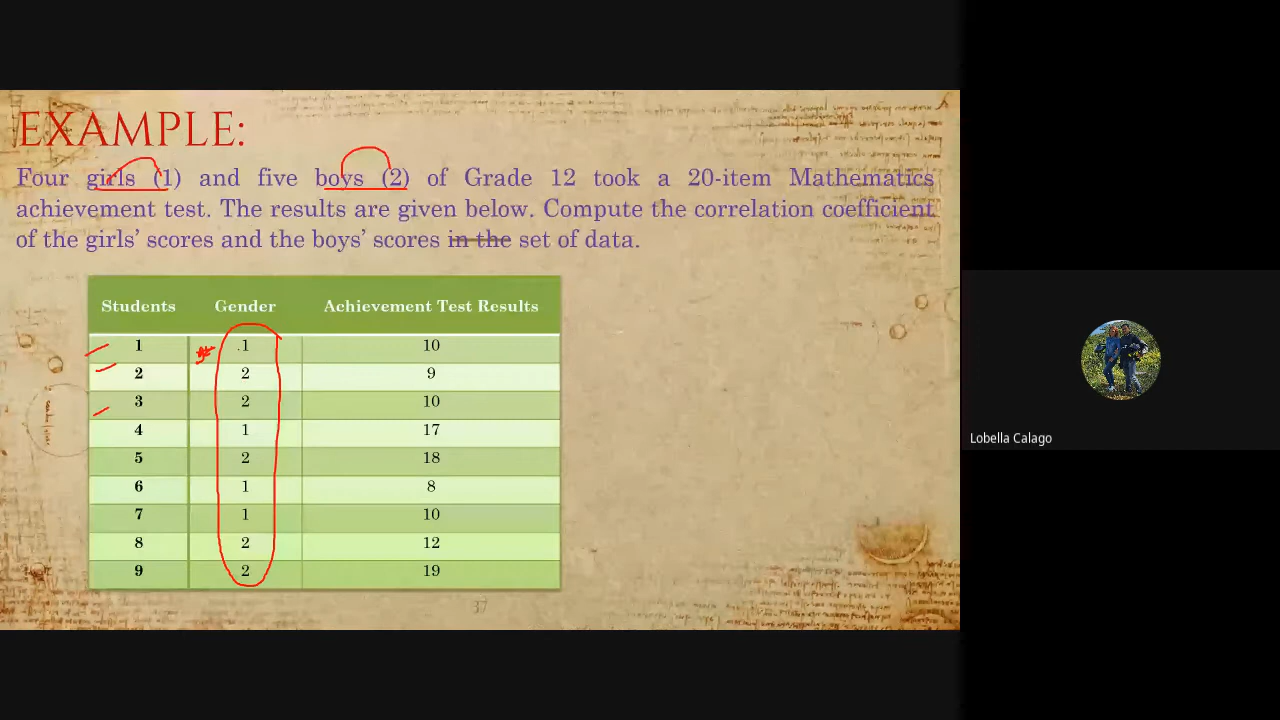 EXAMPLE:
Four girls (1) and five boys (2) of Grade 12 took a 20-item Mathematics
achievement test. The results are given below. Compute the correlation coefficient
of the girls’ scores and the boys’ scores in the set of data.
Students Gender Achievement Test Results
1 1 10
2 2 9
3 2 10
4 1 17
5 2 18
6 1 8
7 1 10
8 2 12
9 2 19
37
Lobella Calago